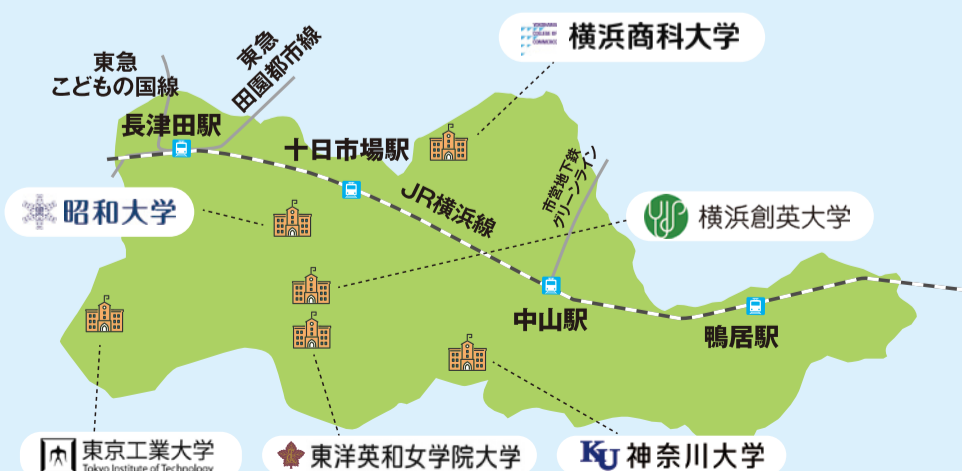 YOKOHAMA
COLLEGE OF
COMMERCE
横浜商科大学
東急
こどもの国線
東急
田園都市線
長津田駅
十日市場駅
JR横浜線
市営地下鉄
グリーンライン
昭和大学
横浜創英大学
中山駅
鴨居駅
東京工業大学
Tokyo Institute of Technology
東洋英和女学院大学
KU 神奈川大学